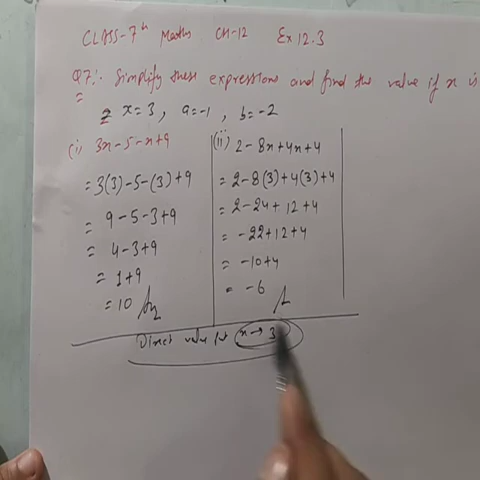 CLASS-7th Maths CH-12 Ex 12.3
Q7:- Simplify these expressions and find the value if x is
= x=3, a=-1, b=-2
(i) 3x-5-x+9
= 3(3)-5-(3)+9
= 9-5-3+9
= 4-3+9
= 1+9
= 10 Ans
(ii) 2-8x+4x+4
= 2-8(3)+4(3)+4
= 2-24+12+4
= -22+12+4
= -10+4
= -6
Direct value put x→3